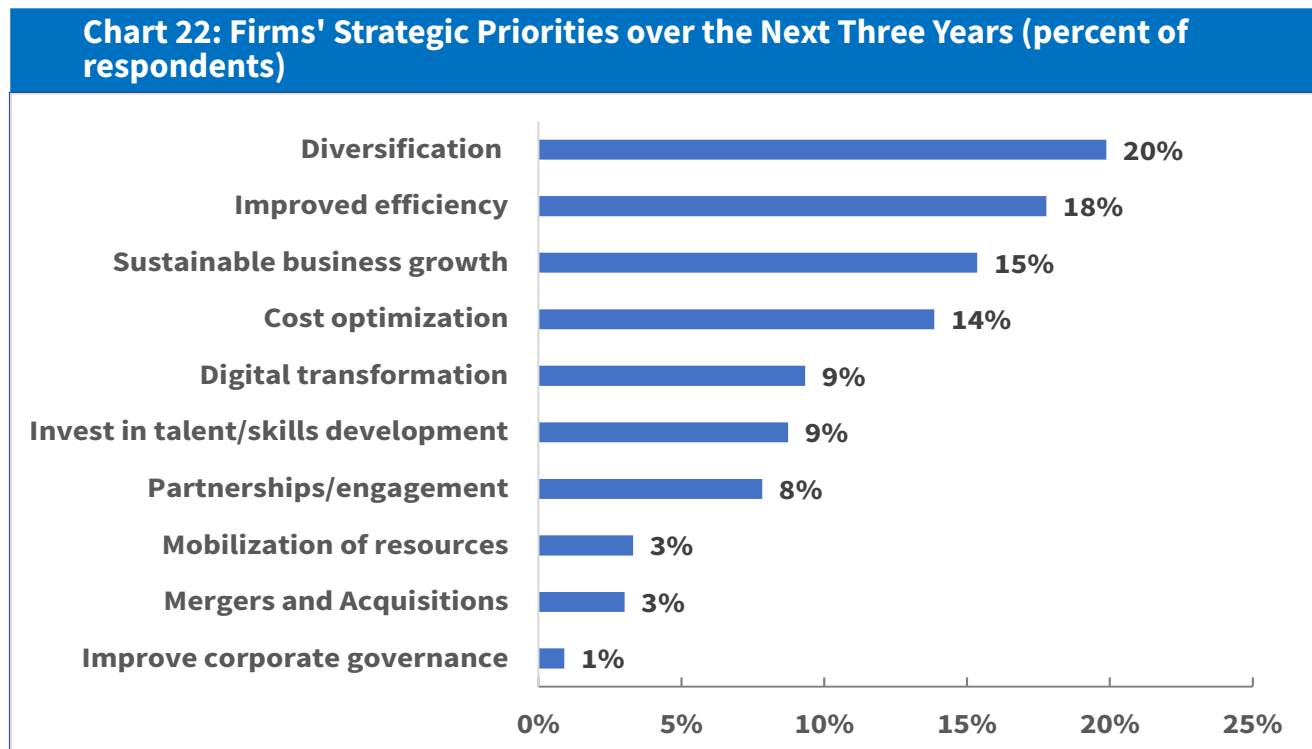 Chart 22: Firms' Strategic Priorities over the Next Three Years (percent of
respondents)
Diversification 20%
Improved efficiency 18%
Sustainable business growth 15%
Cost optimization 14%
Digital transformation 9%
Invest in talent/skills development 9%
Partnerships/engagement 8%
Mobilization of resources 3%
Mergers and Acquisitions 3%
Improve corporate governance 1%
0% 5% 10% 15% 20% 25%